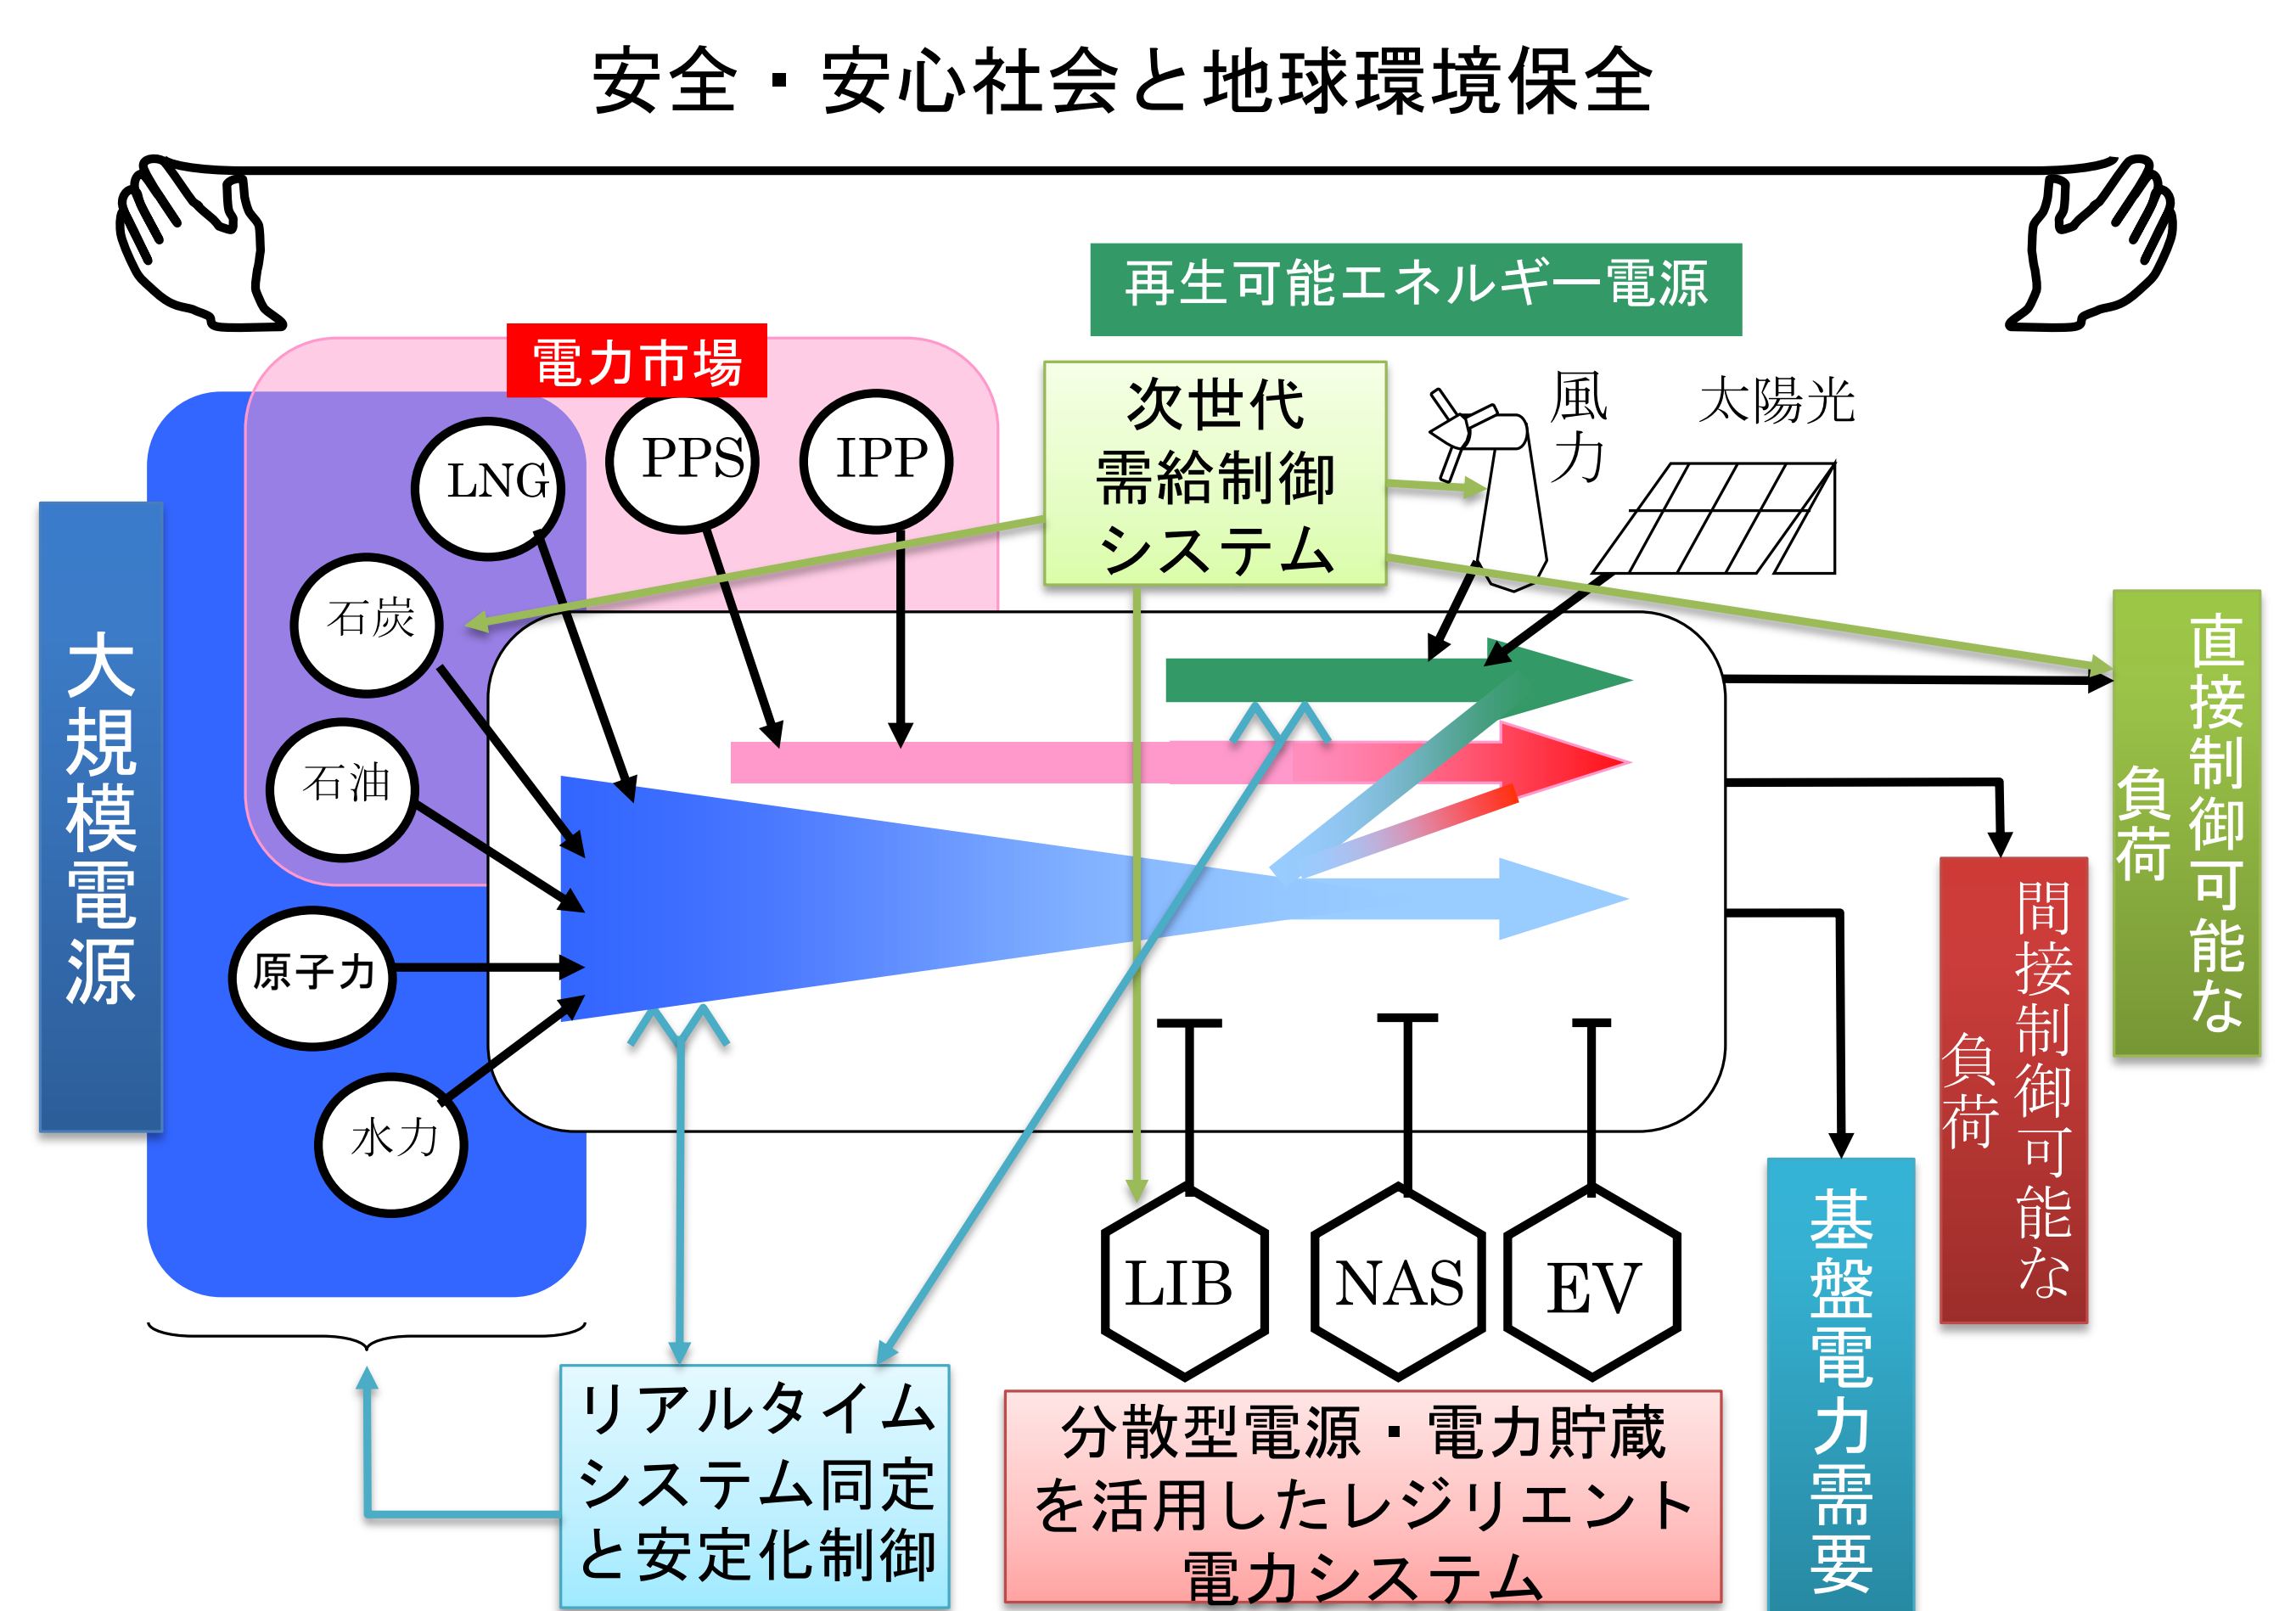 安全・安心社会と地球環境保全
再生可能エネルギー電源
電力市場
次世代
需給制御
システム
風力
太陽光
LNG
PPS
IPP
石炭
石油
原子力
水力
大規模電源
直接制御可能な
負荷
間接制御可能な
負荷
基盤電力需要
LIB
NAS
EV
リアルタイム
システム同定
と安定化制御
分散型電源・電力貯蔵
を活用したレジリエント
電力システム